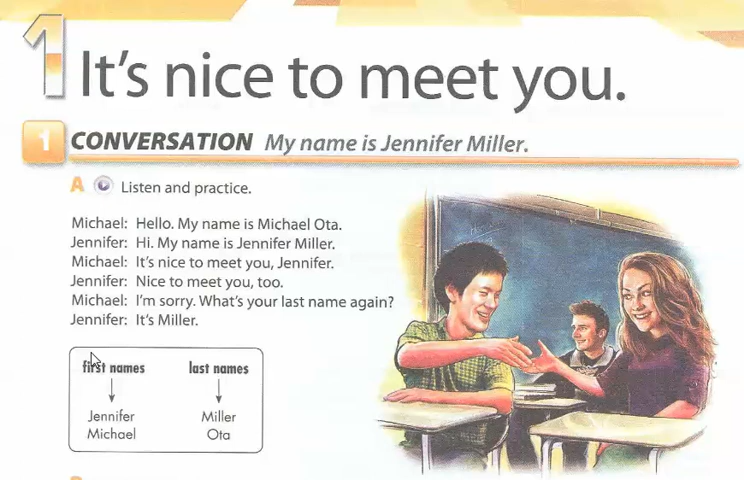 1 It's nice to meet you.
1 CONVERSATION My name is Jennifer Miller.
A Listen and practice.
Michael: Hello. My name is Michael Ota.
Jennifer: Hi. My name is Jennifer Miller.
Michael: It's nice to meet you, Jennifer.
Jennifer: Nice to meet you, too.
Michael: I'm sorry. What's your last name again?
Jennifer: It's Miller.
first names last names
Jennifer Miller
Michael Ota